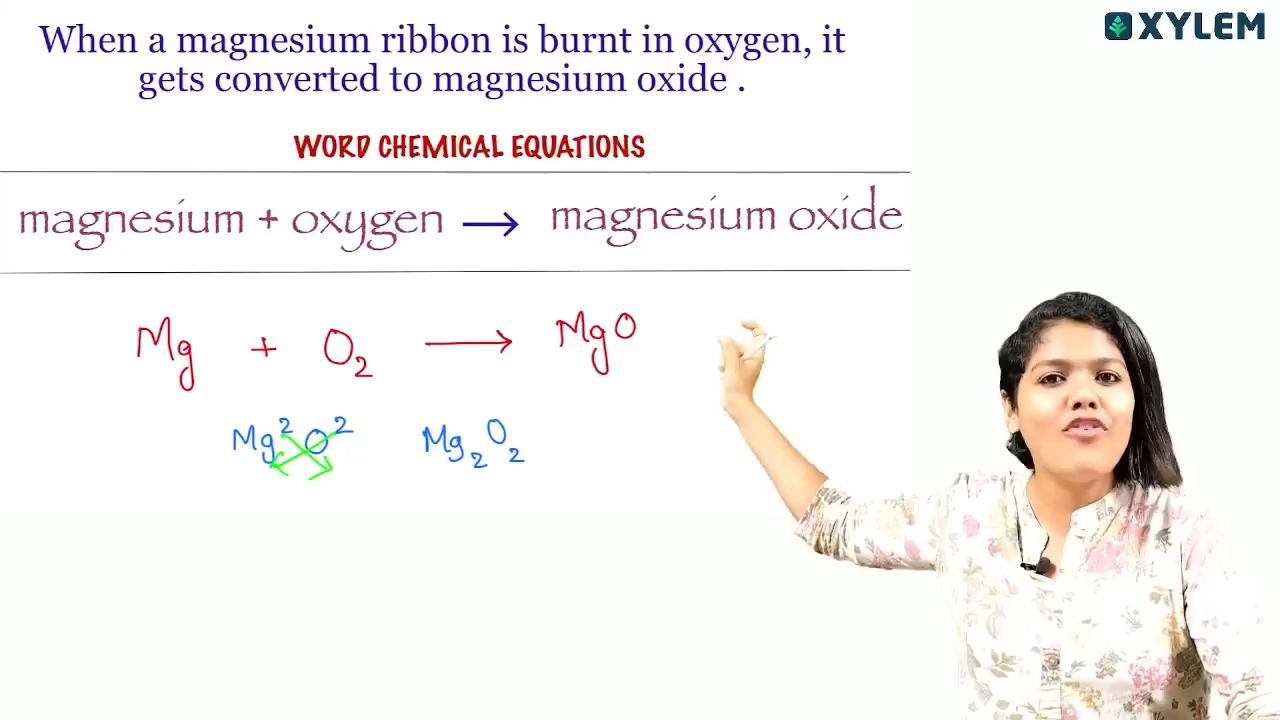 When a magnesium ribbon is burnt in oxygen, it
gets converted to magnesium oxide .
XYLEM
WORD CHEMICAL EQUATIONS
magnesium + oxygen → magnesium oxide
Mg + O₂ → MgO
Mg² O² Mg₂O₂